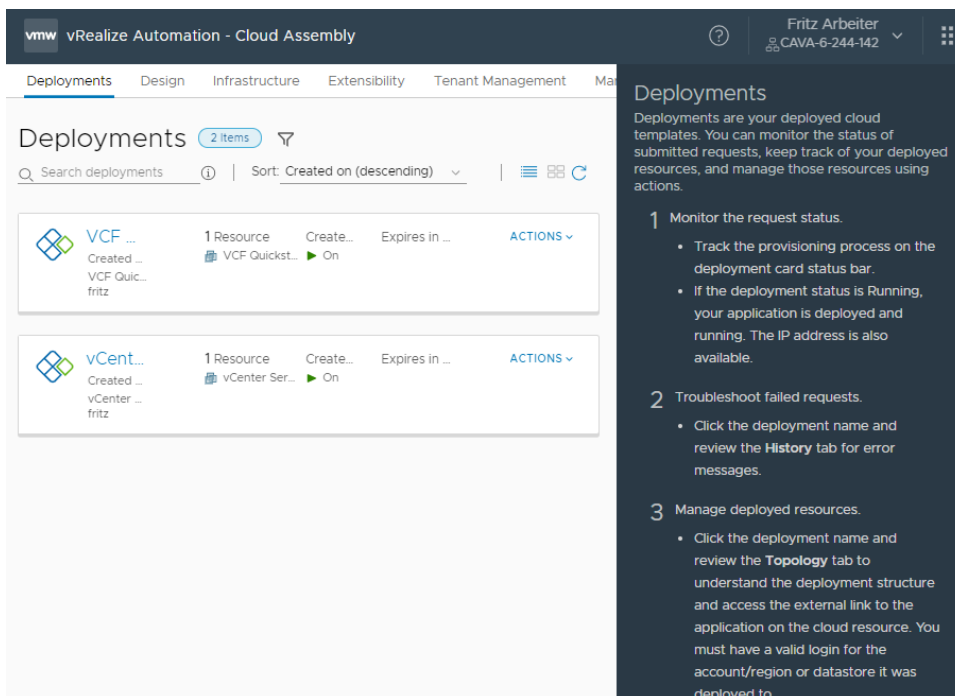 vmw vRealize Automation - Cloud Assembly
Fritz Arbeiter
CAVA-6-244-142
Deployments Design Infrastructure Extensibility Tenant Management Mar
Deployments 2 Items
Search deployments Sort: Created on (descending)
VCF ... 1 Resource Create... Expires in ... ACTIONS
Created ... VCF Quickst... On
VCF Quic...
fritz
vCent... 1 Resource Create... Expires in ... ACTIONS
Created ... vCenter Ser... On
vCenter ...
fritz
Deployments
Deployments are your deployed cloud
templates. You can monitor the status of
submitted requests, keep track of your deployed
resources, and manage those resources using
actions.
1 Monitor the request status.
• Track the provisioning process on the
deployment card status bar.
• If the deployment status is Running,
your application is deployed and
running. The IP address is also
available.
2 Troubleshoot failed requests.
• Click the deployment name and
review the History tab for error
messages.
3 Manage deployed resources.
• Click the deployment name and
review the Topology tab to
understand the deployment structure
and access the external link to the
application on the cloud resource. You
must have a valid login for the
account/region or datastore it was
deployed to.